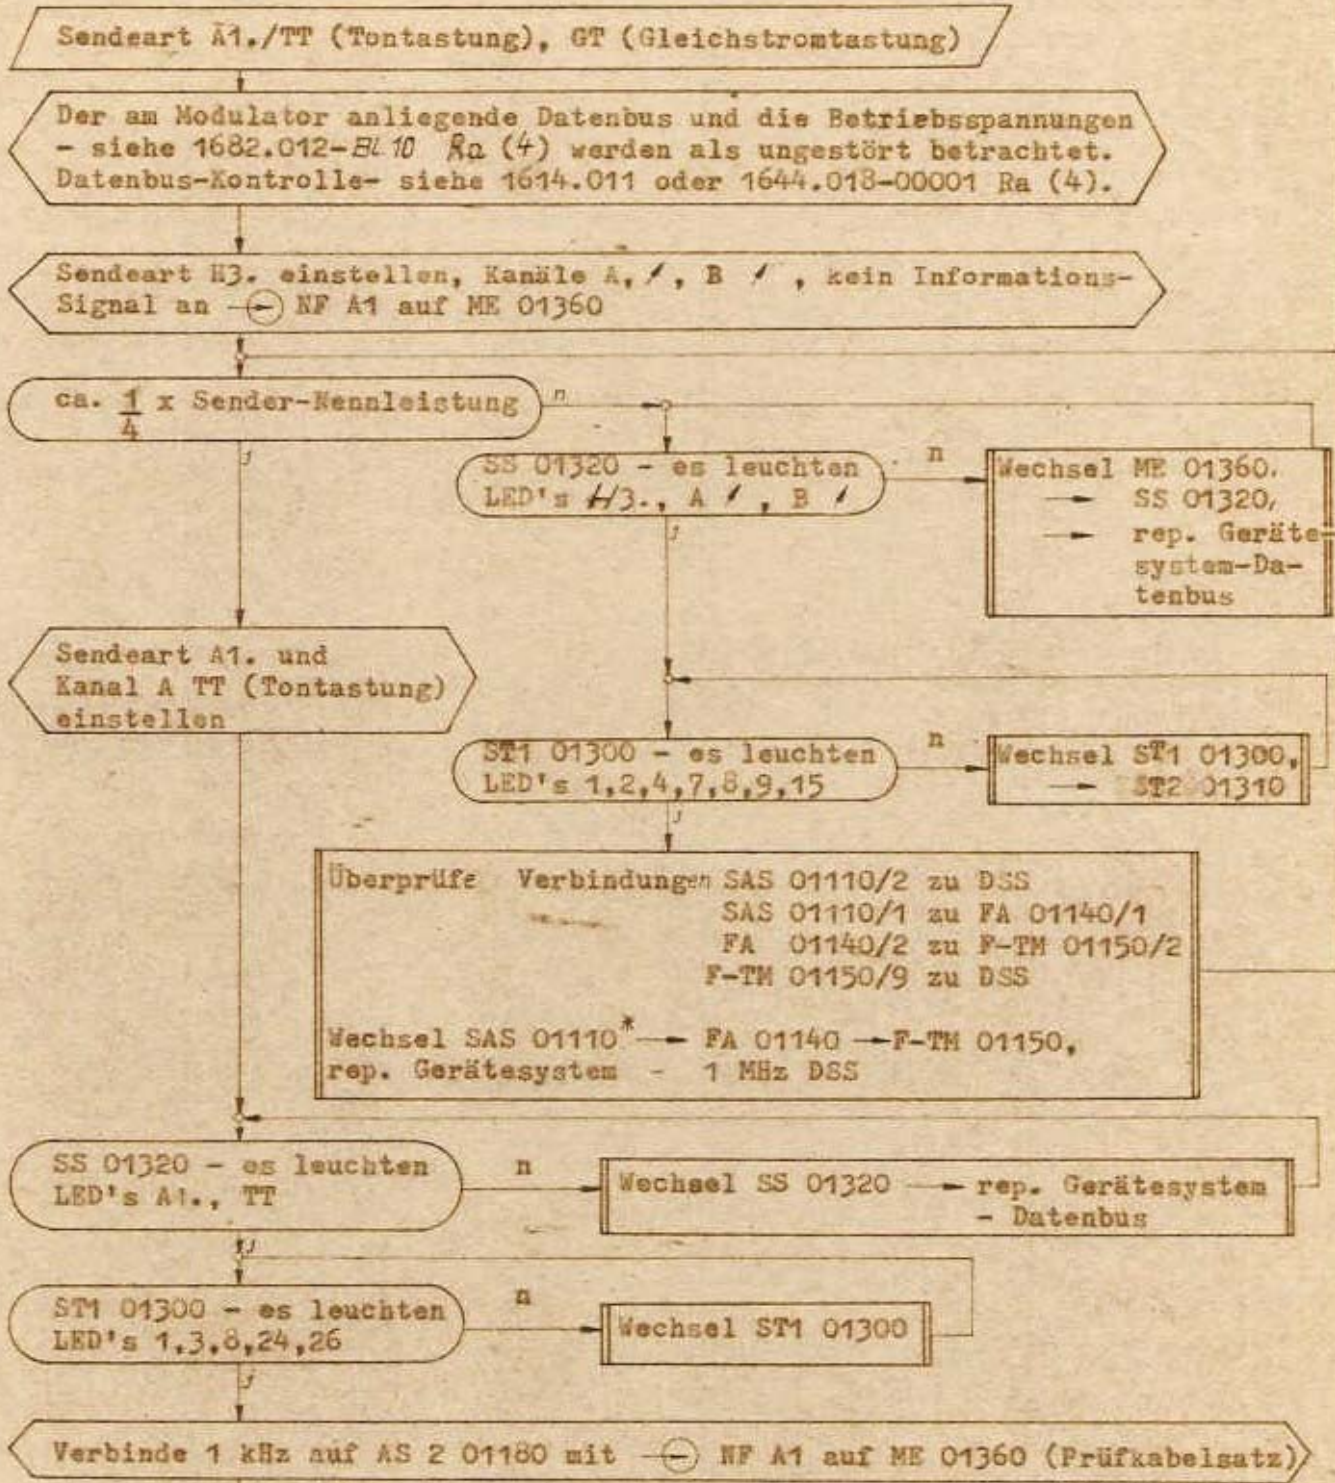 Sendeart A1./TT (Tontastung), GT (Gleichstromtastung)
Der am Modulator anliegende Datenbus und die Betriebsspannungen
- siehe 1682.012-Bl.10 Ra (4) werden als ungestört betrachtet.
Datenbus-Kontrolle- siehe 1614.011 oder 1644.018-00001 Ra (4).
Sendeart H3. einstellen, Kanäle A, /, B /, kein Informations-
Signal an NF A1 auf ME 01360
ca. 1/4 x Sender-Nennleistung
n
j
SS 01320 - es leuchten
LED's H3., A /, B /
n
j
Wechsel ME 01360.
→ SS 01320,
→ rep. Geräte-
system-Da-
tenbus
Sendeart A1. und
Kanal A TT (Tontastung)
einstellen
ST1 01300 - es leuchten
LED's 1,2,4,7,8,9,15
n
j
Wechsel ST1 01300,
→ ST2 01310
Überprüfe Verbindungen SAS 01110/2 zu DSS
SAS 01110/1 zu FA 01140/1
FA 01140/2 zu F-TM 01150/2
F-TM 01150/9 zu DSS
Wechsel SAS 01110* → FA 01140 → F-TM 01150,
rep. Gerätesystem - 1 MHz DSS
SS 01320 - es leuchten
LED's A1., TT
n
j
Wechsel SS 01320 → rep. Gerätesystem
- Datenbus
ST1 01300 - es leuchten
LED's 1,3,8,24,26
n
j
Wechsel ST1 01300
Verbinde 1 kHz auf AS 2 01180 mit NF A1 auf ME 01360 (Prüfkabelsatz)